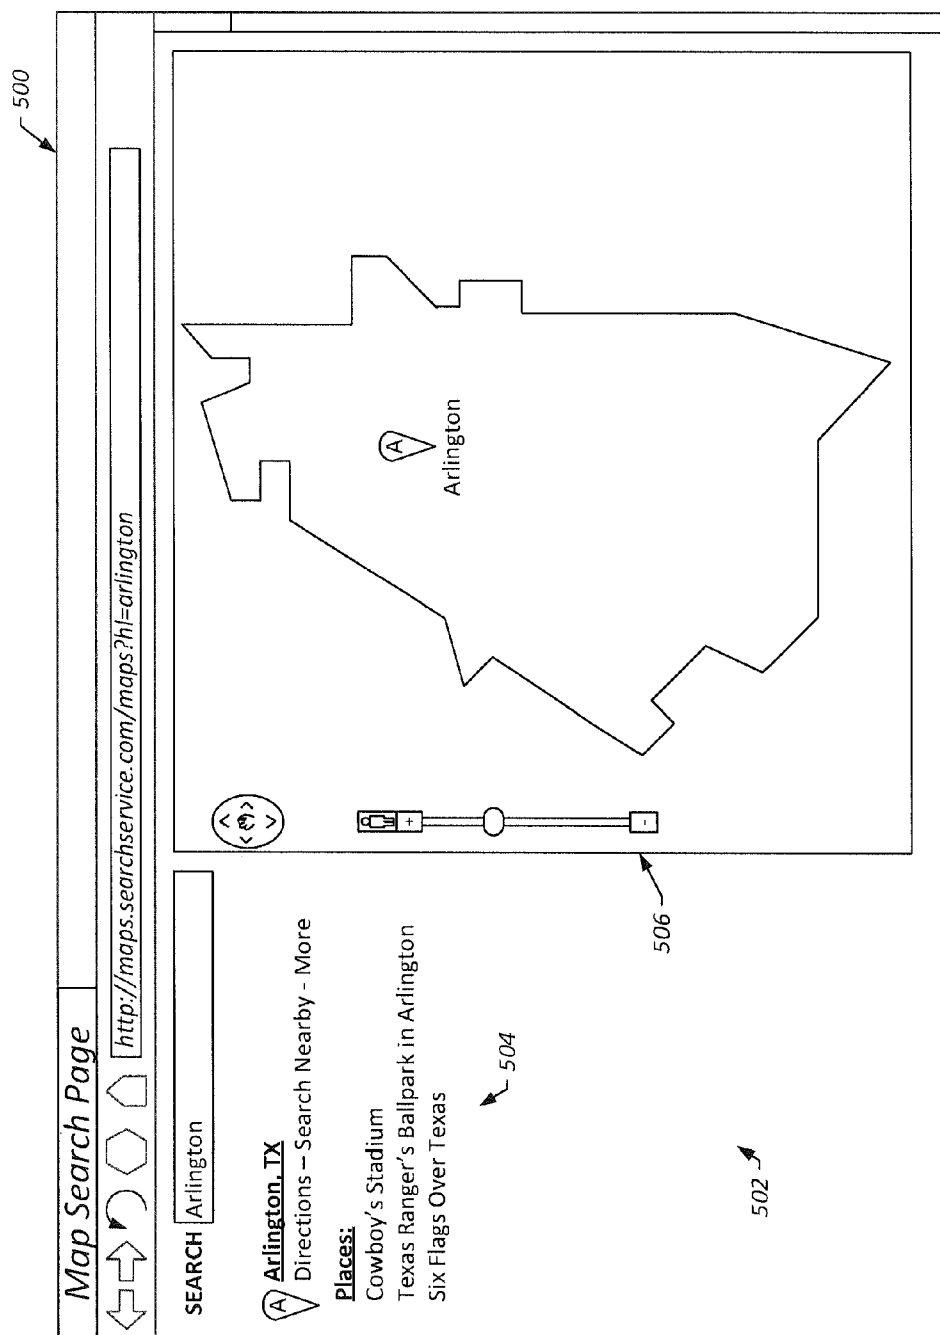 500
Map Search Page
http://maps.searchservice.com/maps?hl=arlington
SEARCH Arlington
A Arlington, TX
Directions – Search Nearby - More
Places:
Cowboy's Stadium
Texas Ranger's Ballpark in Arlington
Six Flags Over Texas
504
502
506
+
-
A
Arlington